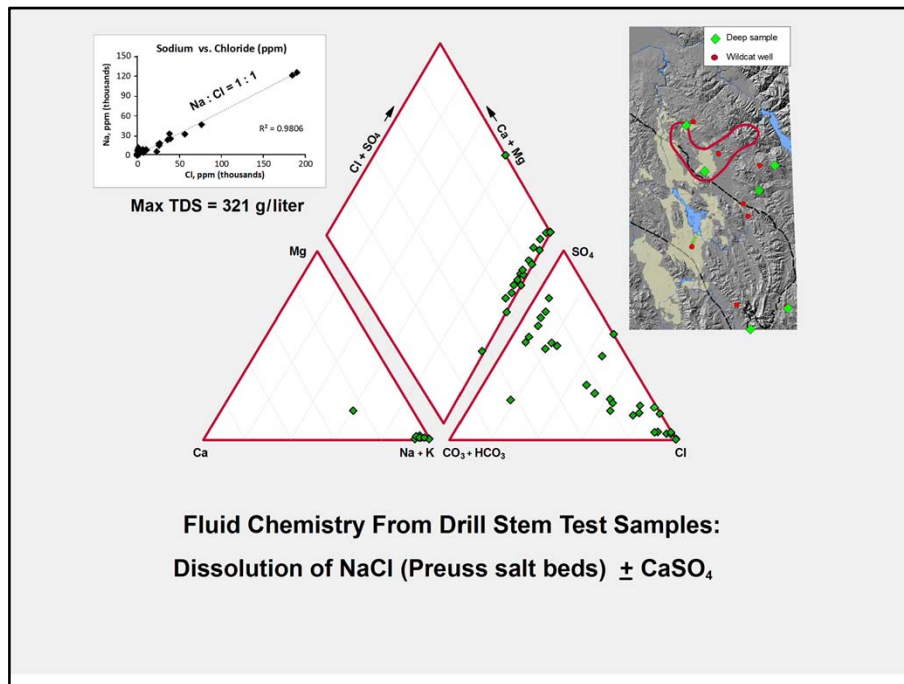 Sodium vs. Chloride (ppm)
Na, ppm (thousands)
150
120
90
60
30
0
Na : Cl = 1 : 1
R² = 0.9806
0
50
100
150
200
Cl, ppm (thousands)
Max TDS = 321 g/liter
Cl + SO₄
Ca + Mg
Deep sample
Wildcat well
Mg
SO₄
Ca
Na + K
CO₃ + HCO₃
Cl
Fluid Chemistry From Drill Stem Test Samples:
Dissolution of NaCl (Preuss salt beds) ± CaSO₄